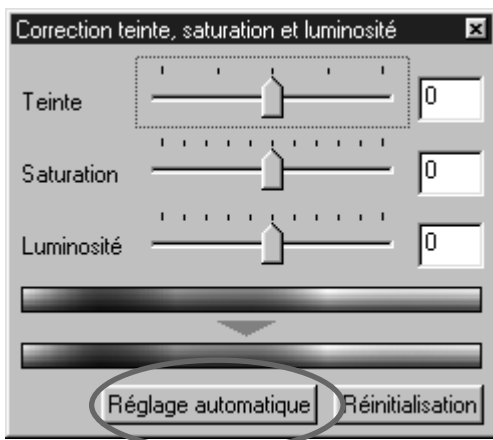 Correction teinte, saturation et luminosité
Teinte 0
Saturation 0
Luminosité 0
Réglage automatique Réinitialisation